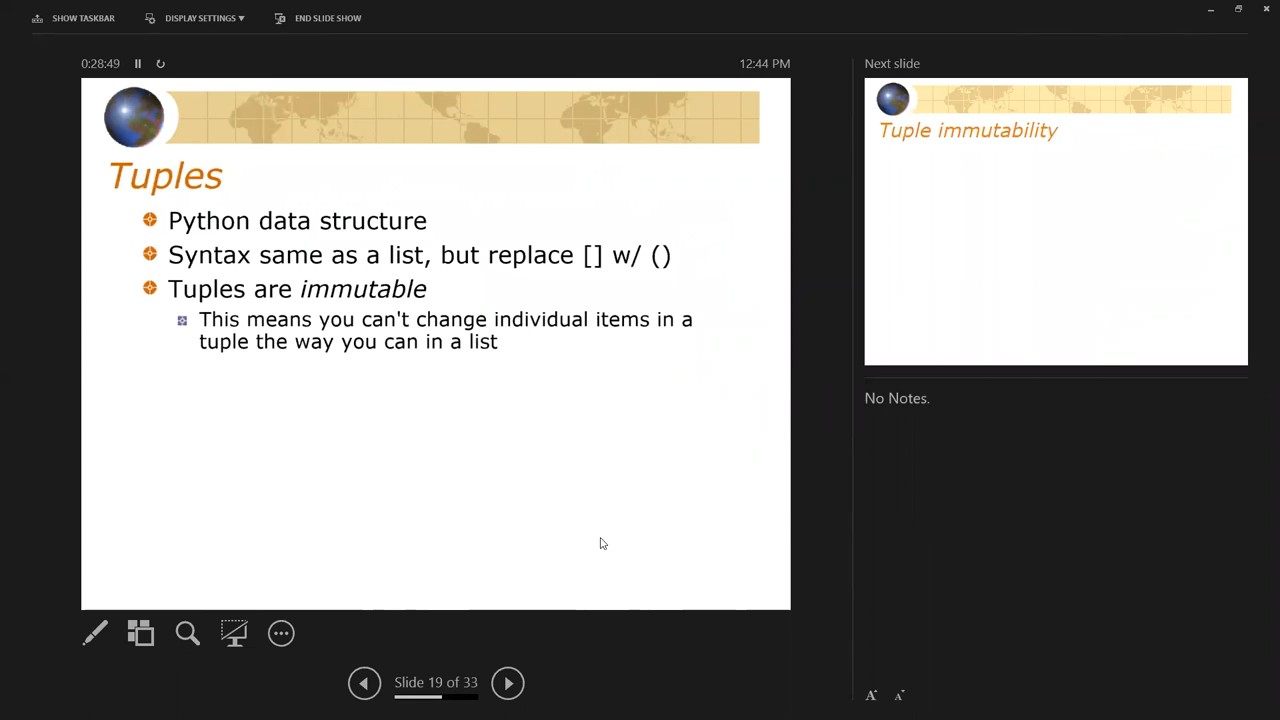 SHOW TASKBAR
DISPLAY SETTINGS ▼
END SLIDE SHOW
0:28:49
12:44 PM
Tuples
Python data structure
Syntax same as a list, but replace [] w/ ()
Tuples are immutable
This means you can't change individual items in a
tuple the way you can in a list
Slide 19 of 33
Next slide
Tuple immutability
No Notes.
A A